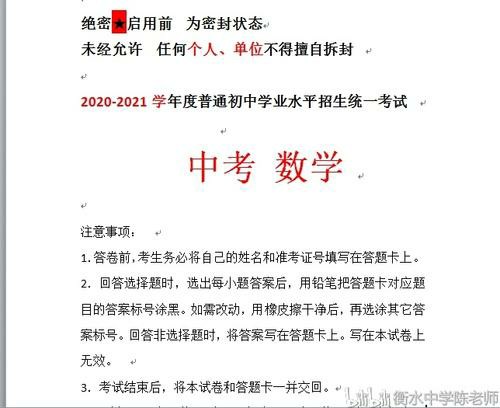 绝密★启用前 为密封状态
未经允许 任何个人、单位不得擅自拆封
2020-2021 学年度普通初中学业水平招生统一考试
中考 数学
注意事项：
1. 答卷前，考生务必将自己的姓名和准考证号填写在答题卡上。
2. 回答选择题时，选出每小题答案后，用铅笔把答题卡对应题
目的答案标号涂黑。如需改动，用橡皮擦干净后，再选涂其它答
案标号。回答非选择题时，将答案写在答题卡上。写在本试卷上
无效。
3. 考试结束后，将本试卷和答题卡一并交回。
衡水中学陈老师